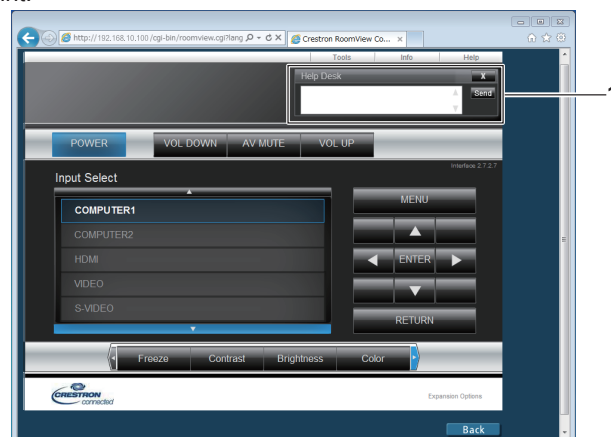 http://192.168.10.100/cgi-bin/roomview.cgi?lang
Crestron RoomView Co...
Tools Info Help
Help Desk X
Send
1
POWER VOL DOWN AV MUTE VOL UP
Interface 2.7.2.7
Input Select
COMPUTER1
COMPUTER2
HDMI
VIDEO
S-VIDEO
MENU
ENTER
RETURN
Freeze Contrast Brightness Color
CRESTRON
connected
Expansion Options
Back